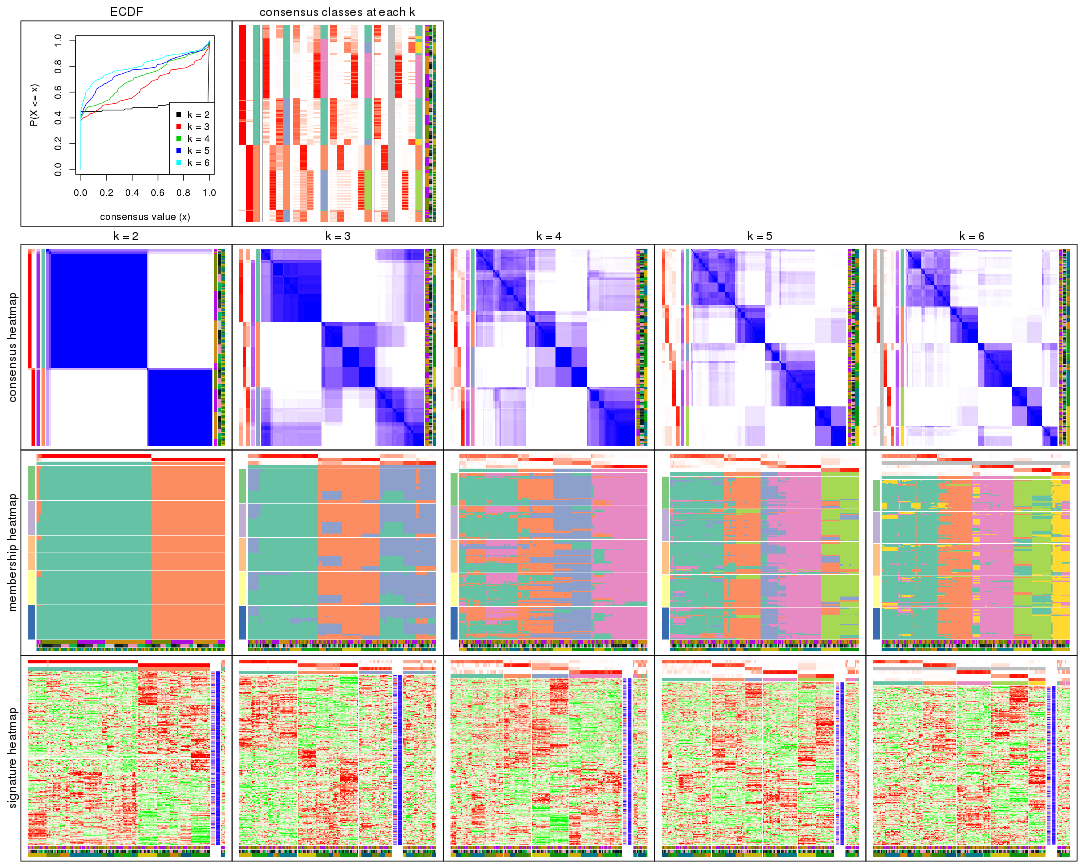 ECDF
consensus classes at each k
P(X <= x)
0.0 0.2 0.4 0.6 0.8 1.0
k = 2
k = 3
k = 4
k = 5
k = 6
0.0 0.2 0.4 0.6 0.8 1.0
consensus value (x)
k = 2
k = 3
k = 4
k = 5
k = 6
consensus heatmap
membership heatmap
signature heatmap